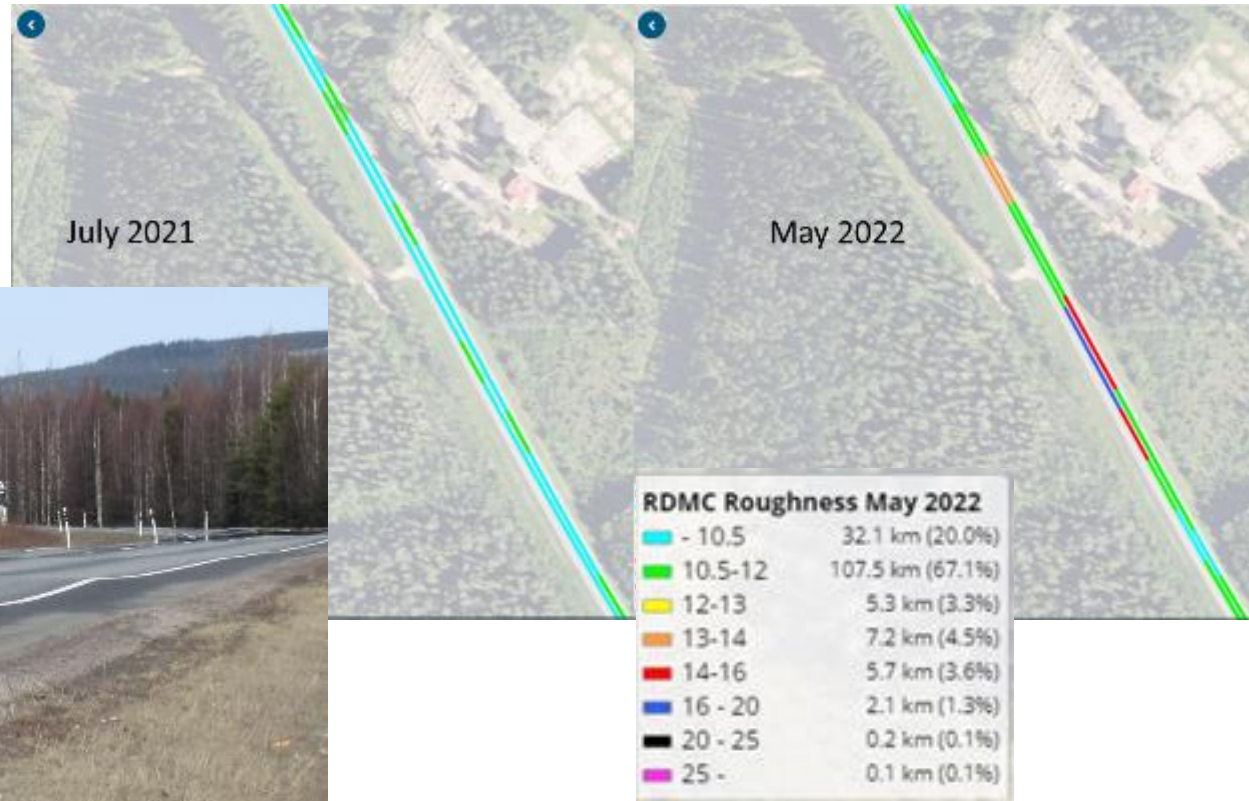 July 2021
May 2022
RDMC Roughness May 2022
- 10.5 32.1 km (20.0%)
10.5-12 107.5 km (67.1%)
12-13 5.3 km (3.3%)
13-14 7.2 km (4.5%)
14-16 5.7 km (3.6%)
16 - 20 2.1 km (1.3%)
20 - 25 0.2 km (0.1%)
25 - 0.1 km (0.1%)